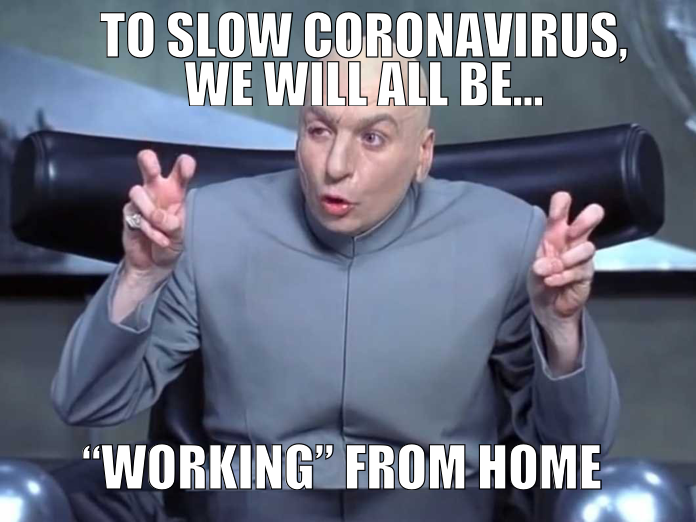 TO SLOW CORONAVIRUS,
WE WILL ALL BE...
“WORKING” FROM HOME